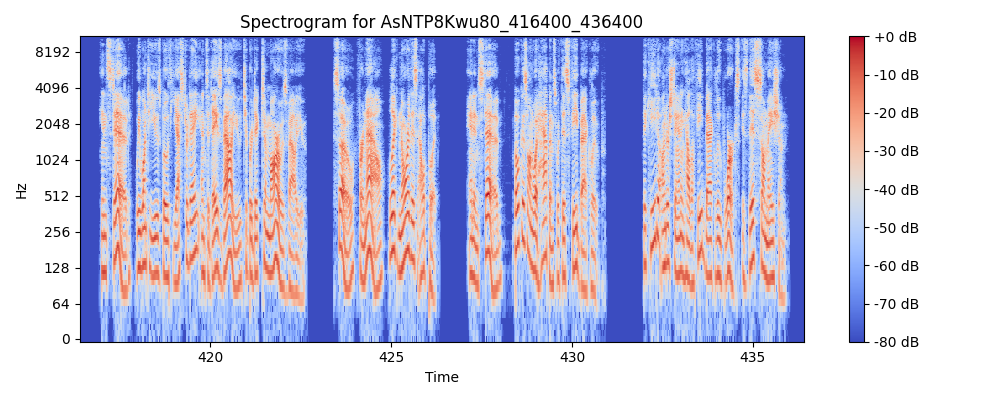 Spectrogram for AsNTP8Kwu80_416400_436400
8192
4096
2048
1024
512
256
128
64
0
Hz
420
425
430
435
Time
+0 dB
-10 dB
-20 dB
-30 dB
-40 dB
-50 dB
-60 dB
-70 dB
-80 dB